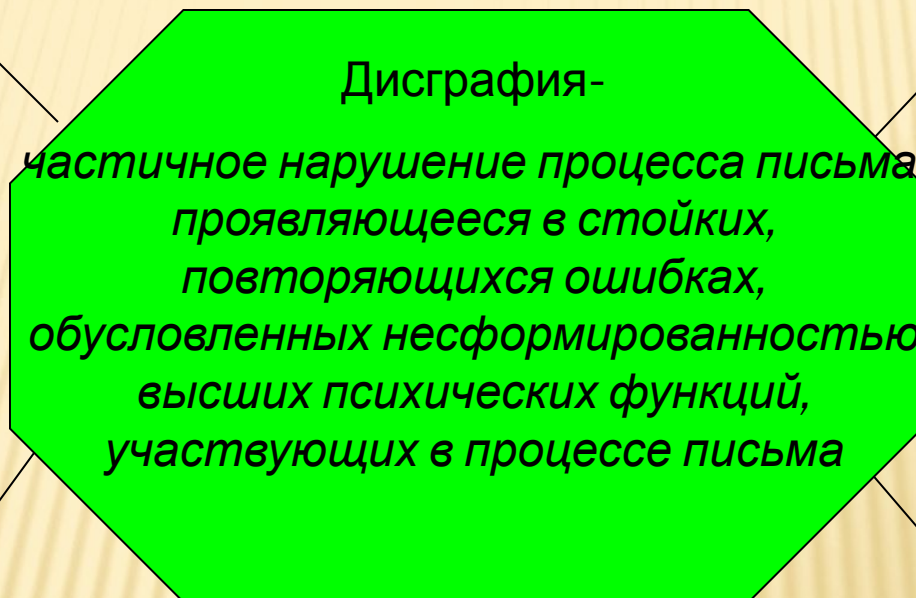 Дисграфия-
частичное нарушение процесса письма
проявляющееся в стойких,
повторяющихся ошибках,
обусловленных несформированностью
высших психических функций,
участвующих в процессе письма